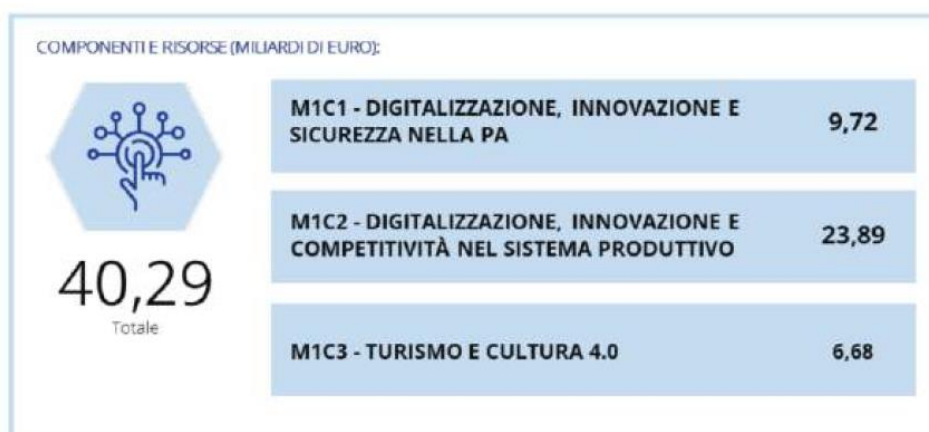 COMPONENTI E RISORSE (MILIARDI DI EURO):
M1C1 - DIGITALIZZAZIONE, INNOVAZIONE E
SICUREZZA NELLA PA
9,72
M1C2 - DIGITALIZZAZIONE, INNOVAZIONE E
COMPETITIVITÀ NEL SISTEMA PRODUTTIVO
23,89
40,29
Totale
M1C3 - TURISMO E CULTURA 4.0
6,68